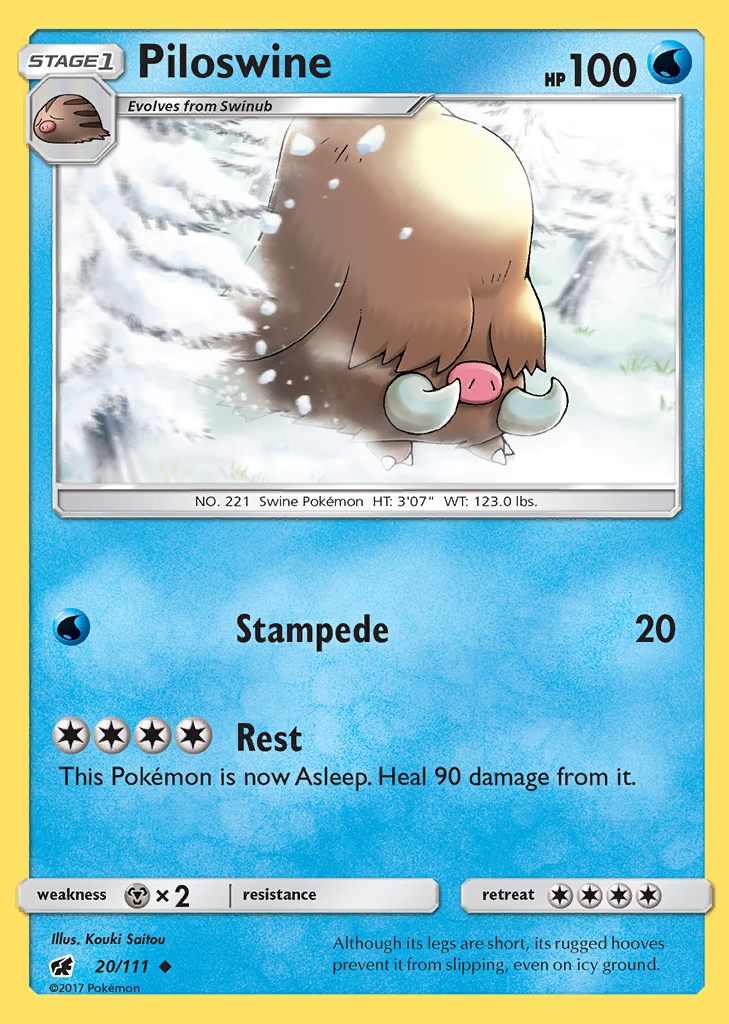 STAGE1
Piloswine
HP 100
Evolves from Swinub
NO. 221 Swine Pokémon HT: 3'07" WT: 123.0 lbs.
Stampede 20
Rest
This Pokémon is now Asleep. Heal 90 damage from it.
weakness ×2 resistance retreat
Illus. Kouki Saitou
20/111
©2017 Pokémon
Although its legs are short, its rugged hooves
prevent it from slipping, even on icy ground.